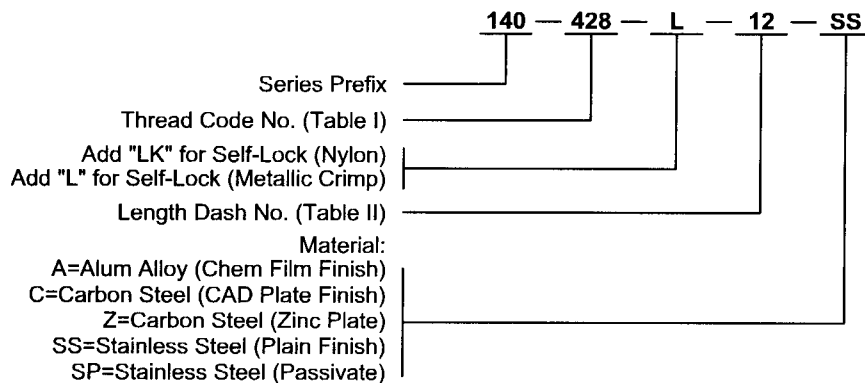 140 — 428 — L — 12 — SS
Series Prefix
Thread Code No. (Table I)
Add "LK" for Self-Lock (Nylon)
Add "L" for Self-Lock (Metallic Crimp)
Length Dash No. (Table II)
Material:
A=Alum Alloy (Chem Film Finish)
C=Carbon Steel (CAD Plate Finish)
Z=Carbon Steel (Zinc Plate)
SS=Stainless Steel (Plain Finish)
SP=Stainless Steel (Passivate)